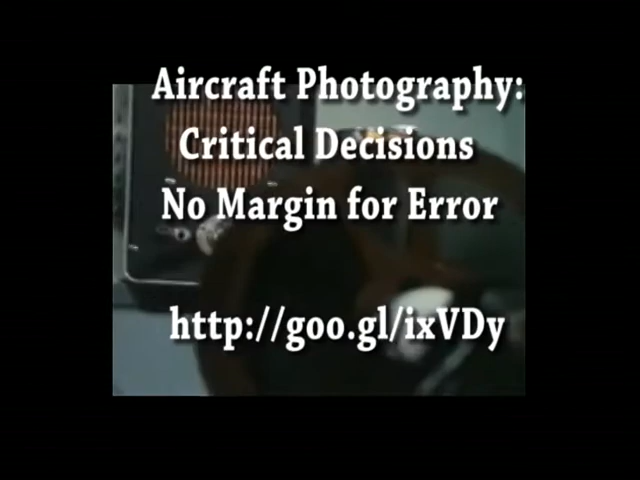 Aircraft Photography:
Critical Decisions
No Margin for Error
http://goo.gl/ixVDy